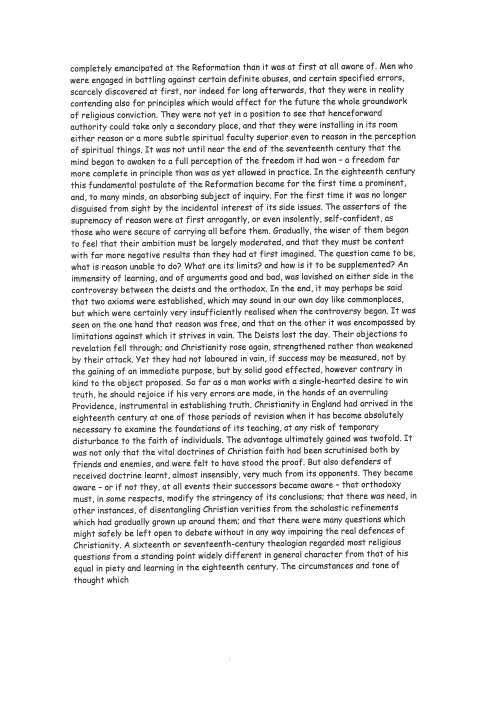 completely emancipated at the Reformation than it was at first at all aware of. Men who
were engaged in battling against certain definite abuses, and certain specified errors,
scarcely discovered at first, nor indeed for long afterwards, that they were in reality
contending also for principles which would affect for the future the whole groundwork
of religious conviction. They were not yet in a position to see that henceforward
authority could take only a secondary place, and that they were installing in its room
either reason or a more subtle spiritual faculty superior even to reason in the perception
of spiritual things. It was not until near the end of the seventeenth century that the
mind began to awaken to a full perception of the freedom it had won – a freedom far
more complete in principle than was as yet allowed in practice. In the eighteenth century
this fundamental postulate of the Reformation became for the first time a prominent,
and, to many minds, an absorbing subject of inquiry. For the first time it was no longer
disguised from sight by the incidental interest of its side issues. The assertors of the
supremacy of reason were at first arrogantly, or even insolently, self-confident, as
those who were secure of carrying all before them. Gradually, the wiser of them began
to feel that their ambition must be largely moderated, and that they must be content
with far more negative results than they had at first imagined. The question came to be,
what is reason unable to do? What are its limits? and how is it to be supplemented? An
immensity of learning, and of arguments good and bad, was lavished on either side in the
controversy between the deists and the orthodox. In the end, it may perhaps be said
that two axioms were established, which may sound in our own day like commonplaces,
but which were certainly very insufficiently realised when the controversy began. It was
seen on the one hand that reason was free, and that on the other it was encompassed by
limitations against which it strives in vain. The Deists lost the day. Their objections to
revelation fell through; and Christianity rose again, strengthened rather than weakened
by their attack. Yet they had not laboured in vain, if success may be measured, not by
the gaining of an immediate purpose, but by solid good effected, however contrary in
kind to the object proposed. So far as a man works with a single-hearted desire to win
truth, he should rejoice if his very errors are made, in the hands of an overruling
Providence, instrumental in establishing truth. Christianity in England had arrived in the
eighteenth century at one of those periods of revision when it has become absolutely
necessary to examine the foundations of its teaching, at any risk of temporary
disturbance to the faith of individuals. The advantage ultimately gained was twofold. It
was not only that the vital doctrines of Christian faith had been scrutinised both by
friends and enemies, and were felt to have stood the proof. But also defenders of
received doctrine learnt, almost insensibly, very much from its opponents. They became
aware – or if not they, at all events their successors became aware – that orthodoxy
must, in some respects, modify the stringency of its conclusions; that there was need, in
other instances, of disentangling Christian verities from the scholastic refinements
which had gradually grown up around them; and that there were many questions which
might safely be left open to debate without in any way impairing the real defences of
Christianity. A sixteenth or seventeenth-century theologian regarded most religious
questions from a standing point widely different in general character from that of his
equal in piety and learning in the eighteenth century. The circumstances and tone of
thought which